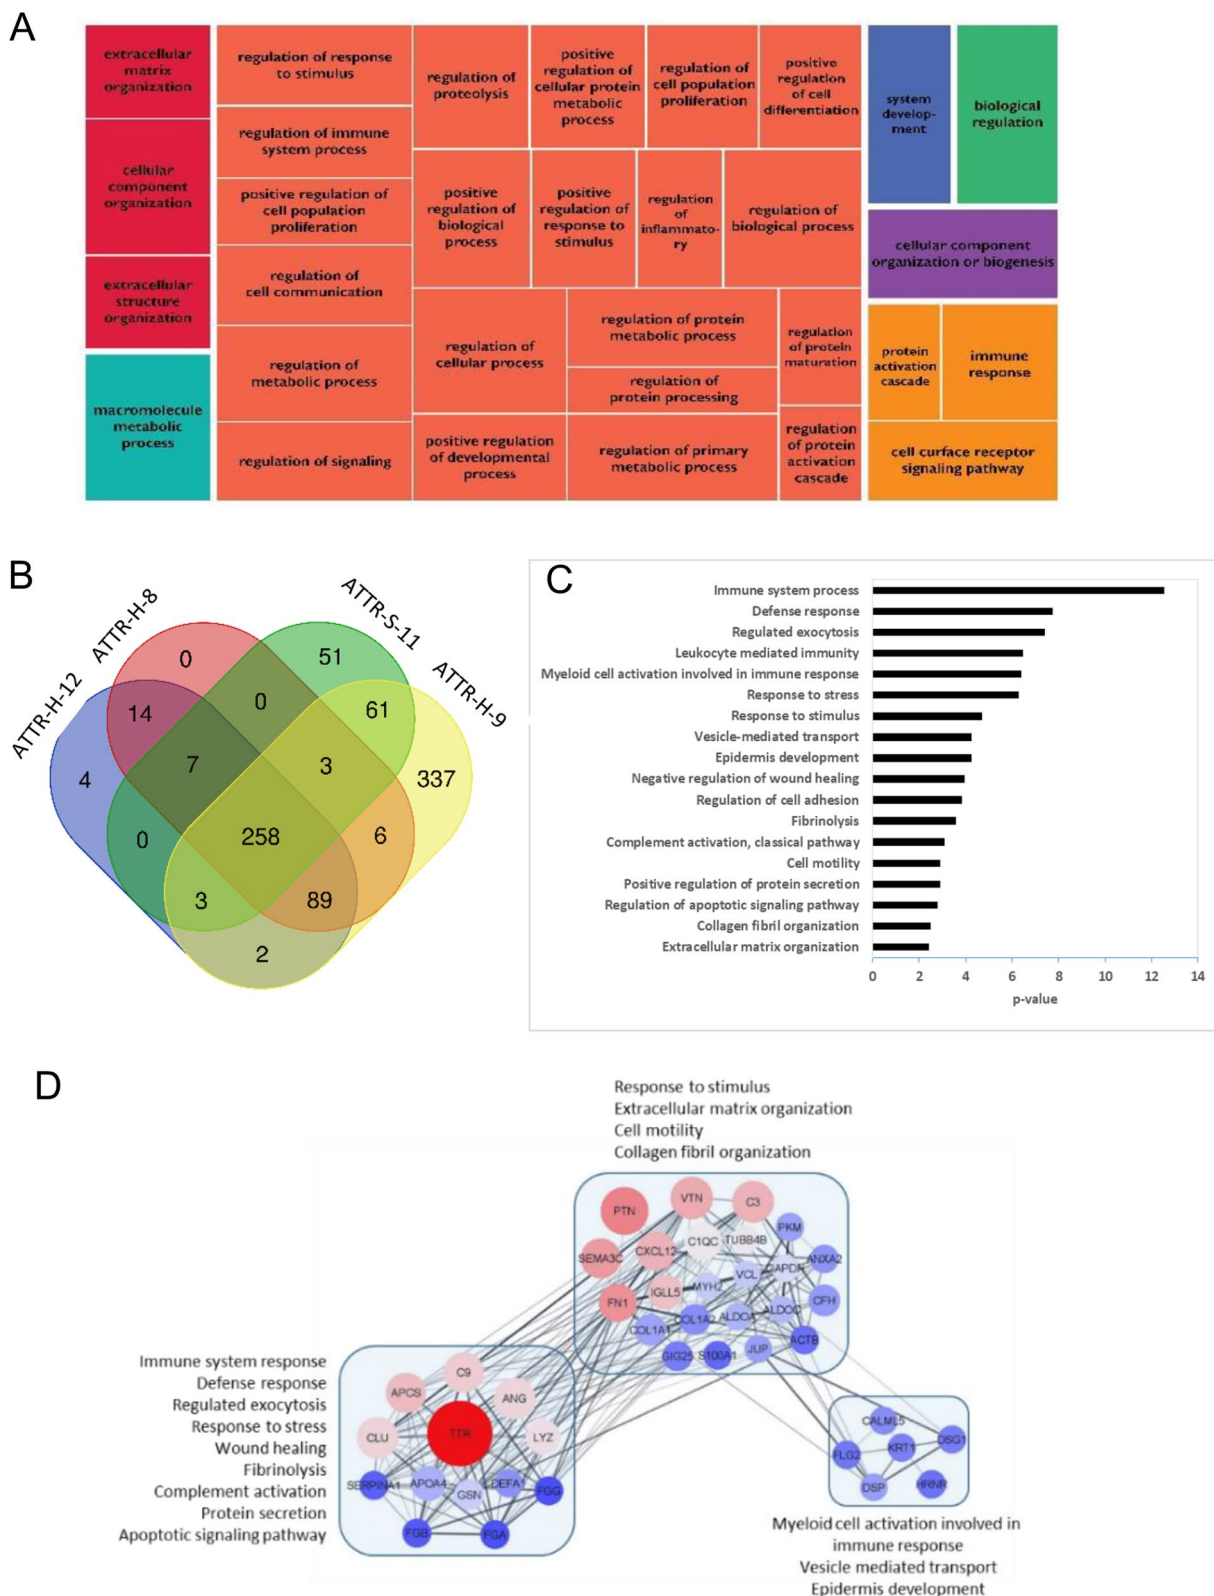 A
extracellular
matrix
organization
cellular
component
organization
extracellular
structure
organization
macromolecule
metabolic
process
regulation of response
to stimulus
regulation of immune
system process
positive regulation of
cell population
proliferation
regulation of
cell communication
regulation of
metabolic process
regulation of signaling
regulation of
proteolysis
positive
regulation of
cellular protein
metabolic
process
regulation of
cell population
proliferation
positive
regulation
of cell
differentiation
positive
regulation of
biological
process
positive
regulation of
response to
stimulus
regulation
of
inflammato-
ry
regulation of
biological process
regulation of
cellular process
regulation of protein
metabolic process
regulation of
protein processing
regulation
of protein
maturation
positive regulation
of developmental
process
regulation of primary
metabolic process
regulation
of protein
activation
cascade
system
develop-
ment
biological
regulation
cellular component
organization or biogenesis
protein
activation
cascade
immune
response
cell curface receptor
signaling pathway
B
ATTR-H-12
ATTR-H-8
ATTR-S-11
ATTR-H-9
0
51
14
0
61
4
7
3
337
0
258
6
3
89
2
C
Immune system process
Defense response
Regulated exocytosis
Leukocyte mediated immunity
Myeloid cell activation involved in immune response
Response to stress
Response to stimulus
Vesicle-mediated transport
Epidermis development
Negative regulation of wound healing
Regulation of cell adhesion
Fibrinolysis
Complement activation, classical pathway
Cell motility
Positive regulation of protein secretion
Regulation of apoptotic signaling pathway
Collagen fibril organization
Extracellular matrix organization
0 2 4 6 8 10 12 14
p-value
D
Response to stimulus
Extracellular matrix organization
Cell motility
Collagen fibril organization
PTN
VTN
C3
PKM
SEMA3C
CXCL12
C1QC
TUBB4B
ANXA2
FN1
IGLL5
MYH2
VCL
GAPDH
CFH
COL1A1
COL1A2
ALDOA
ALDOC
ACTB
GIG25
S100A1
JUP
Immune system response
Defense response
Regulated exocytosis
Response to stress
Wound healing
Fibrinolysis
Complement activation
Protein secretion
Apoptotic signaling pathway
C9
APCS
ANG
CLU
TTR
LYZ
SERPINA1
APOA4
GSN
DEFA1
FGG
FGB
FGA
CALML5
FLG2
KRT1
DSG1
DSP
HRNR
Myeloid cell activation involved in
immune response
Vesicle mediated transport
Epidermis development